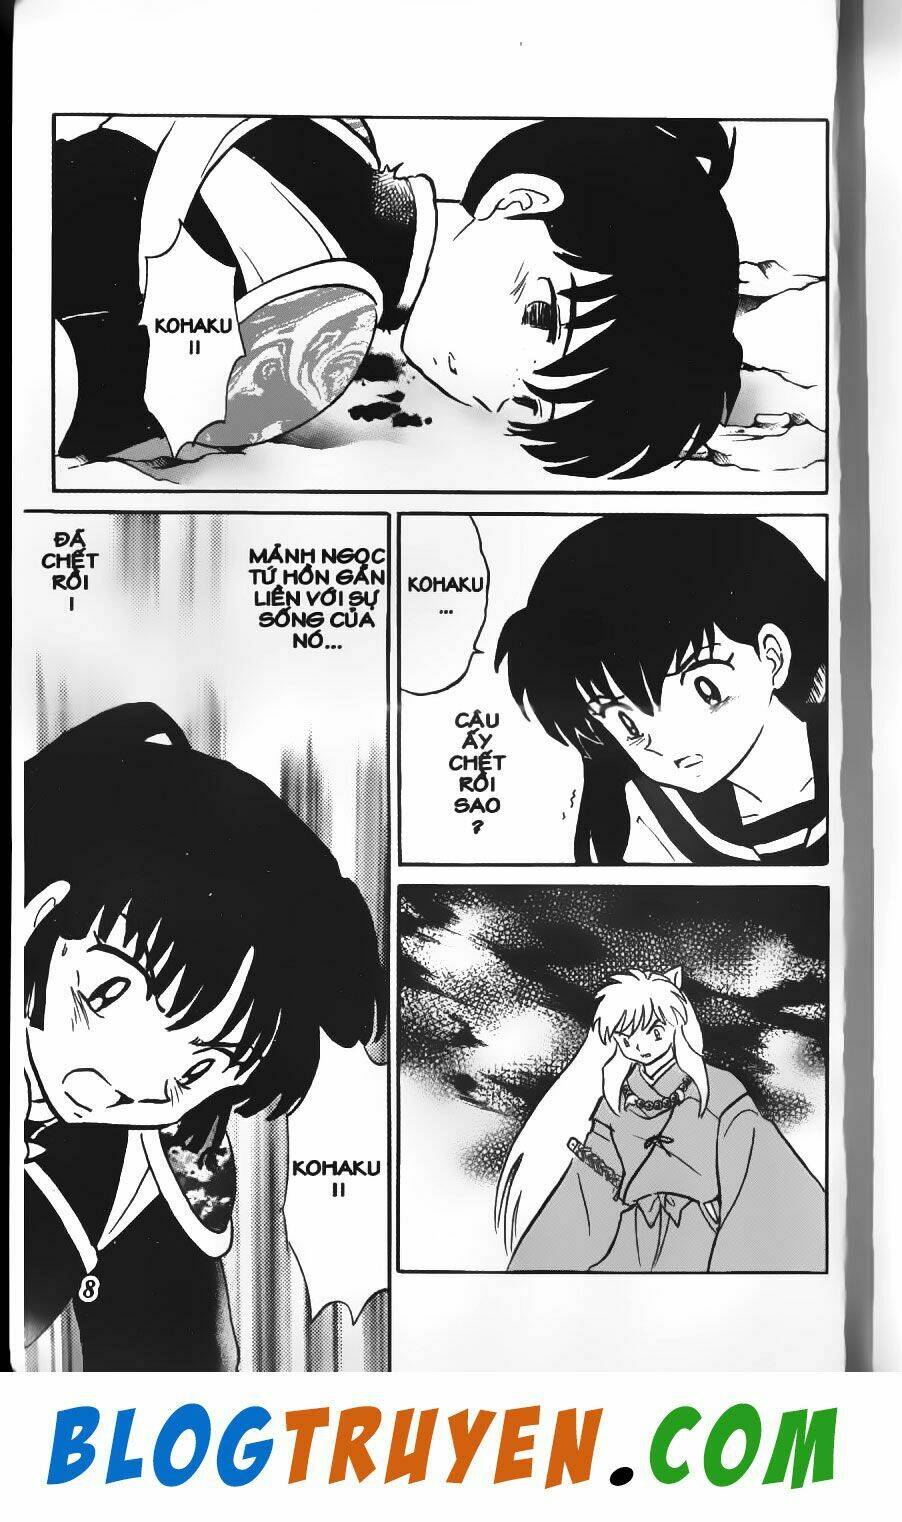 KOHAKU
!!
KOHAKU
...
CẬU
ẤY
CHẾT
RỒI
SAO
?
MẢNH NGỌC
TỨ HỒN GẮN
LIỀN VỚI SỰ
SỐNG CỦA
NÓ...
ĐÃ
CHẾT
RỒI
!
KOHAKU
!!
8
BLOGTRUYEN.COM